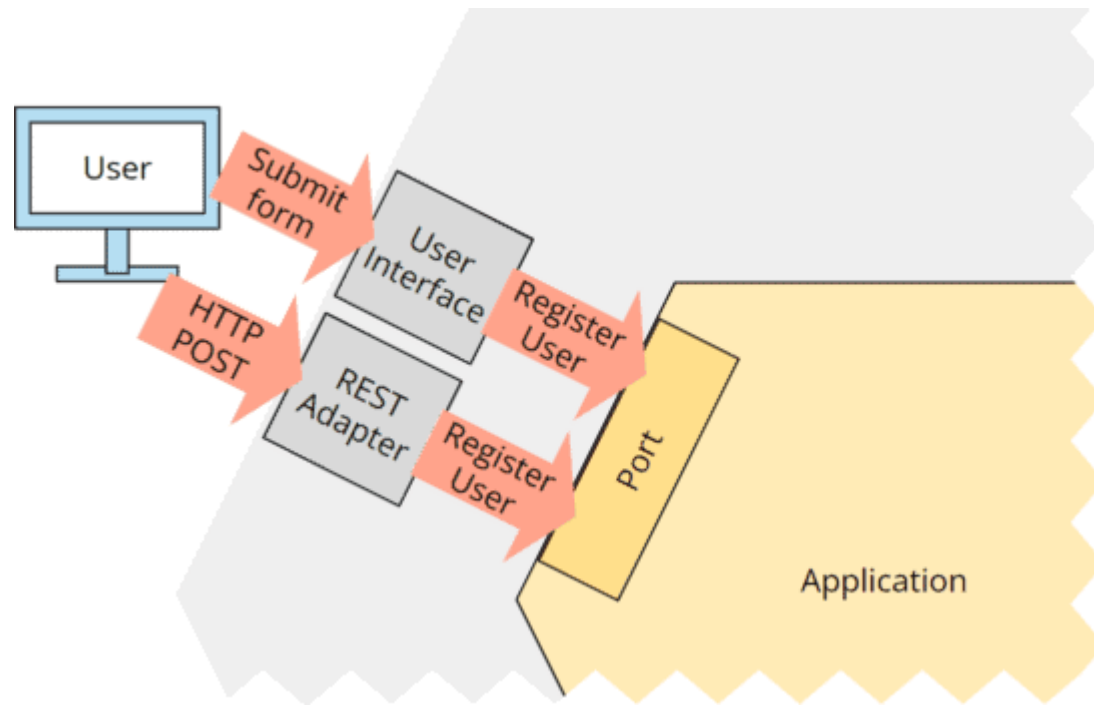 User
Submit
form
User
Interface
HTTP
POST
REST
Adapter
Register
User
Register
User
Port
Application